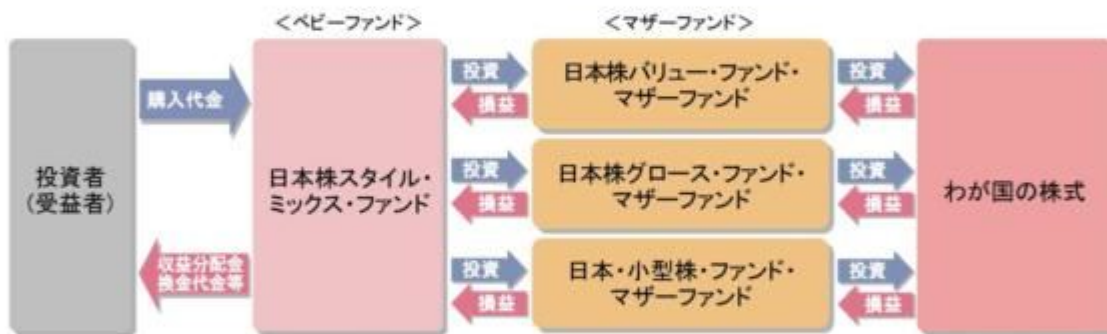 ＜ベビーファンド＞
＜マザーファンド＞
投資者
(受益者)
購入代金
収益分配金
換金代金等
日本株スタイル・
ミックス・ファンド
投資
損益
日本株バリュー・ファンド・
マザーファンド
投資
損益
投資
損益
日本株グロース・ファンド・
マザーファンド
投資
損益
投資
損益
日本・小型株・ファンド・
マザーファンド
投資
損益
わが国の株式